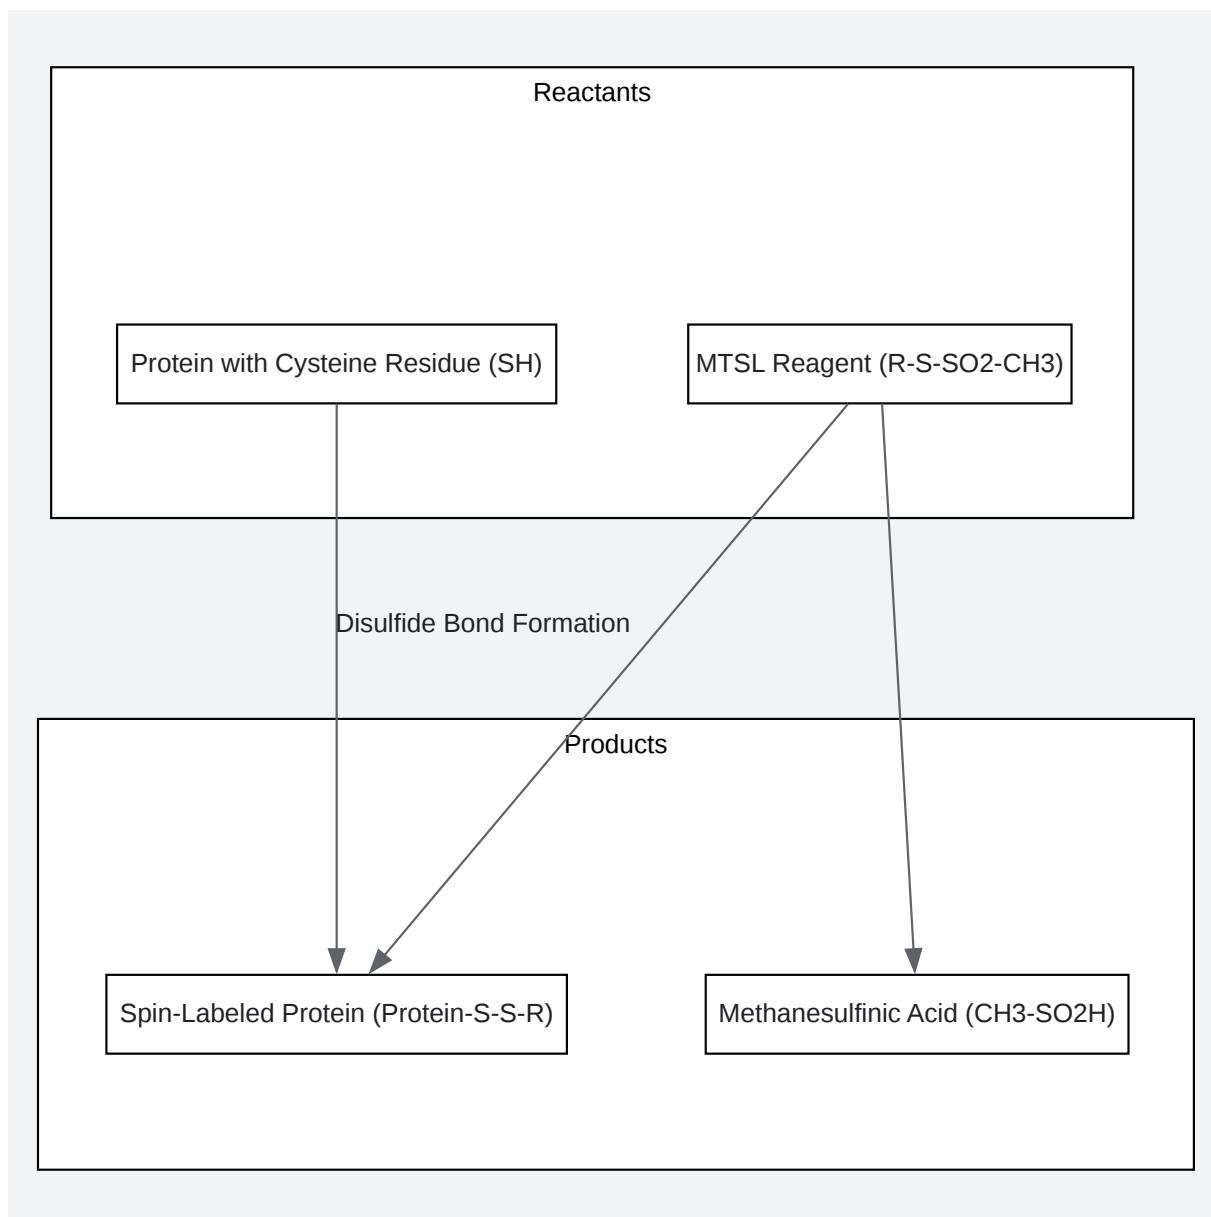 Reactants
Protein with Cysteine Residue (SH)
MTSL Reagent (R-S-SO2-CH3)
Disulfide Bond Formation
Products
Spin-Labeled Protein (Protein-S-S-R)
Methanesulfinic Acid (CH3-SO2H)